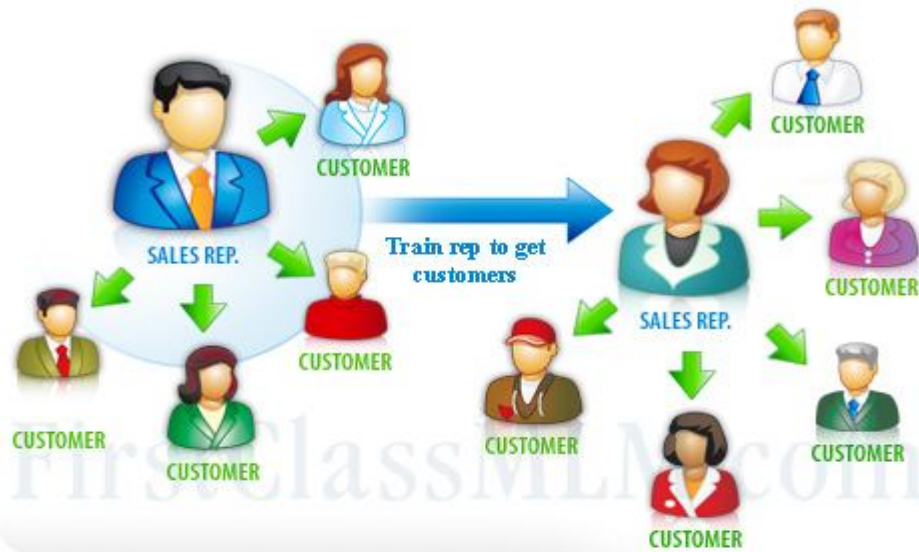 CUSTOMER
CUSTOMER
SALES REP.
Train rep to get
customers
CUSTOMER
SALES REP.
CUSTOMER
CUSTOMER
CUSTOMER
CUSTOMER
CUSTOMER
CUSTOMER
CUSTOMER
FirstClassMLM.com